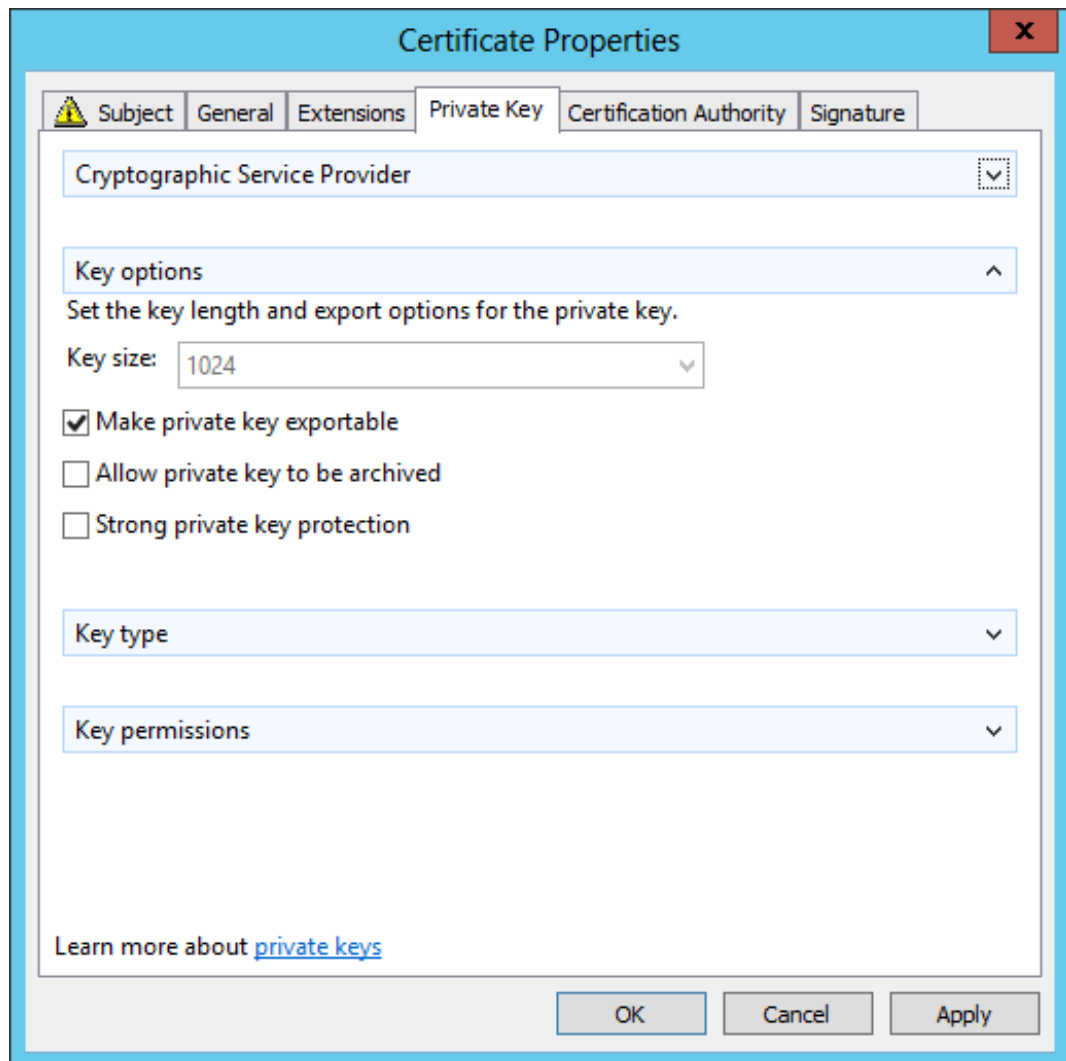 Certificate Properties
x
Subject General Extensions Private Key Certification Authority Signature
Cryptographic Service Provider
Key options
Set the key length and export options for the private key.
Key size: 1024
Make private key exportable
Allow private key to be archived
Strong private key protection
Key type
Key permissions
Learn more about private keys
OK Cancel Apply